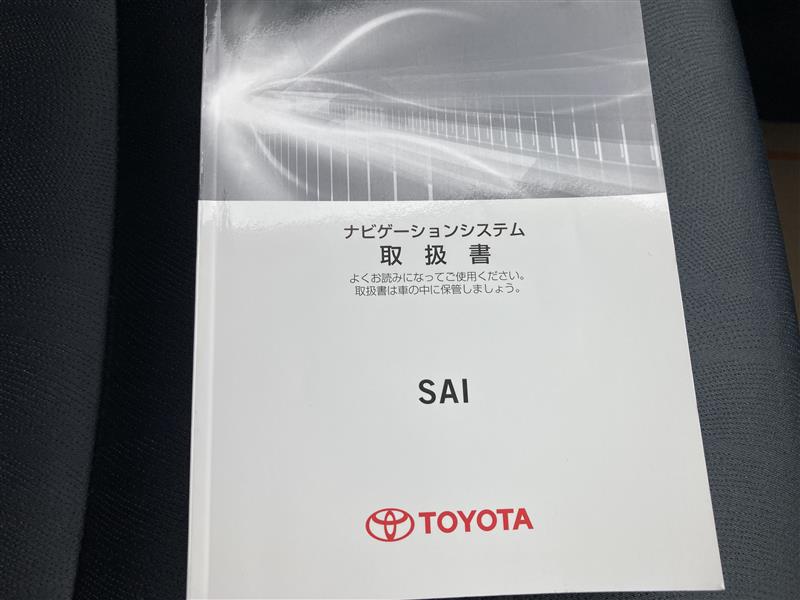 ナビゲーションシステム
取扱書
よくお読みになってご使用ください。
取扱書は車の中に保管しましょう。
SAI
TOYOTA